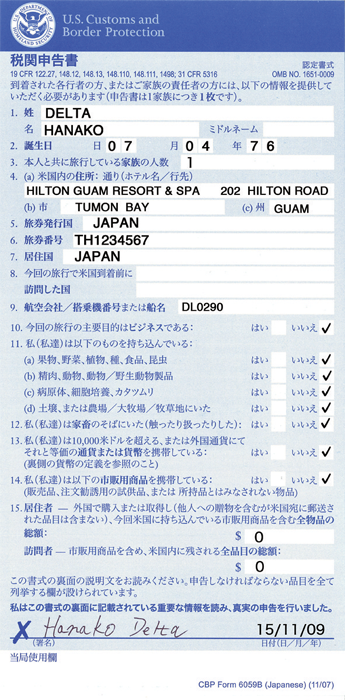 U.S. DEPARTMENT OF HOMELAND SECURITY
U.S. Customs and
Border Protection
税関申告書
認定書式
19 CFR 122.27, 148.12, 148.13, 148.110, 148.111, 1498; 31 CFR 5316
OMB NO. 1651-0009
到着された各行者の方、またはご家族の責任者の方には、以下の情報を提供して
いただく必要があります(申告書は1家族につき1枚です)。
1. 姓 DELTA
名 HANAKO ミドルネーム
2. 誕生日 日 07 月 04 年 76
3. 本人と共に旅行している家族の人数 1
4. (a) 米国内の住所: 通り(ホテル名/行先)
HILTON GUAM RESORT & SPA 202 HILTON ROAD
(b) 市 TUMON BAY (c) 州 GUAM
5. 旅券発行国 JAPAN
6. 旅券番号 TH1234567
7. 居住国 JAPAN
8. 今回の旅行で米国到着前に
訪問した国
9. 航空会社/搭乗機番号または船名 DL0290
10. 今回の旅行の主要目的はビジネスである: はい いいえ ✓
11. 私(私達)は以下のものを持ち込んでいる:
(a) 果物、野菜、植物、種、食品、昆虫 はい いいえ ✓
(b) 精肉、動物、動物/野生動物製品 はい いいえ ✓
(c) 病原体、細胞培養、カタツムリ はい いいえ ✓
(d) 土壌、または農場/大牧場/牧草地にいた はい いいえ ✓
12. 私(私達)は家畜のそばにいた(触ったり扱ったりした): はい いいえ ✓
13. 私(私達)は10,000米ドルを超える、または外国通貨にて
それと等価の通貨または貨幣を携帯している: はい いいえ ✓
(裏側の貨幣の定義を参照のこと)
14. 私(私達)は以下の市販用商品を携帯している: はい いいえ ✓
(販売品、注文勧誘用の試供品、または 所持品とはみなされない物品)
15. 居住者 — 外国で購入または取得し(他人への贈物を含むが米国宛に郵送さ
れた品目は含まない)、今回米国に持ち込んでいる市販用商品を含む全物品の
総額: $ 0
訪問者 — 市販用商品を含め、米国内に残される全品目の総額:
$ 0
この書式の裏面の説明文をお読みください。申告しなければならない品目を全て
列挙する欄が設けられています。
私はこの書式の裏面に記載されている重要な情報を読み、真実の申告を行いました。
X Hanako Delta 15/11/09
(署名) 日付(日/月/年)
当局使用欄
CBP Form 6059B (Japanese) (11/07)